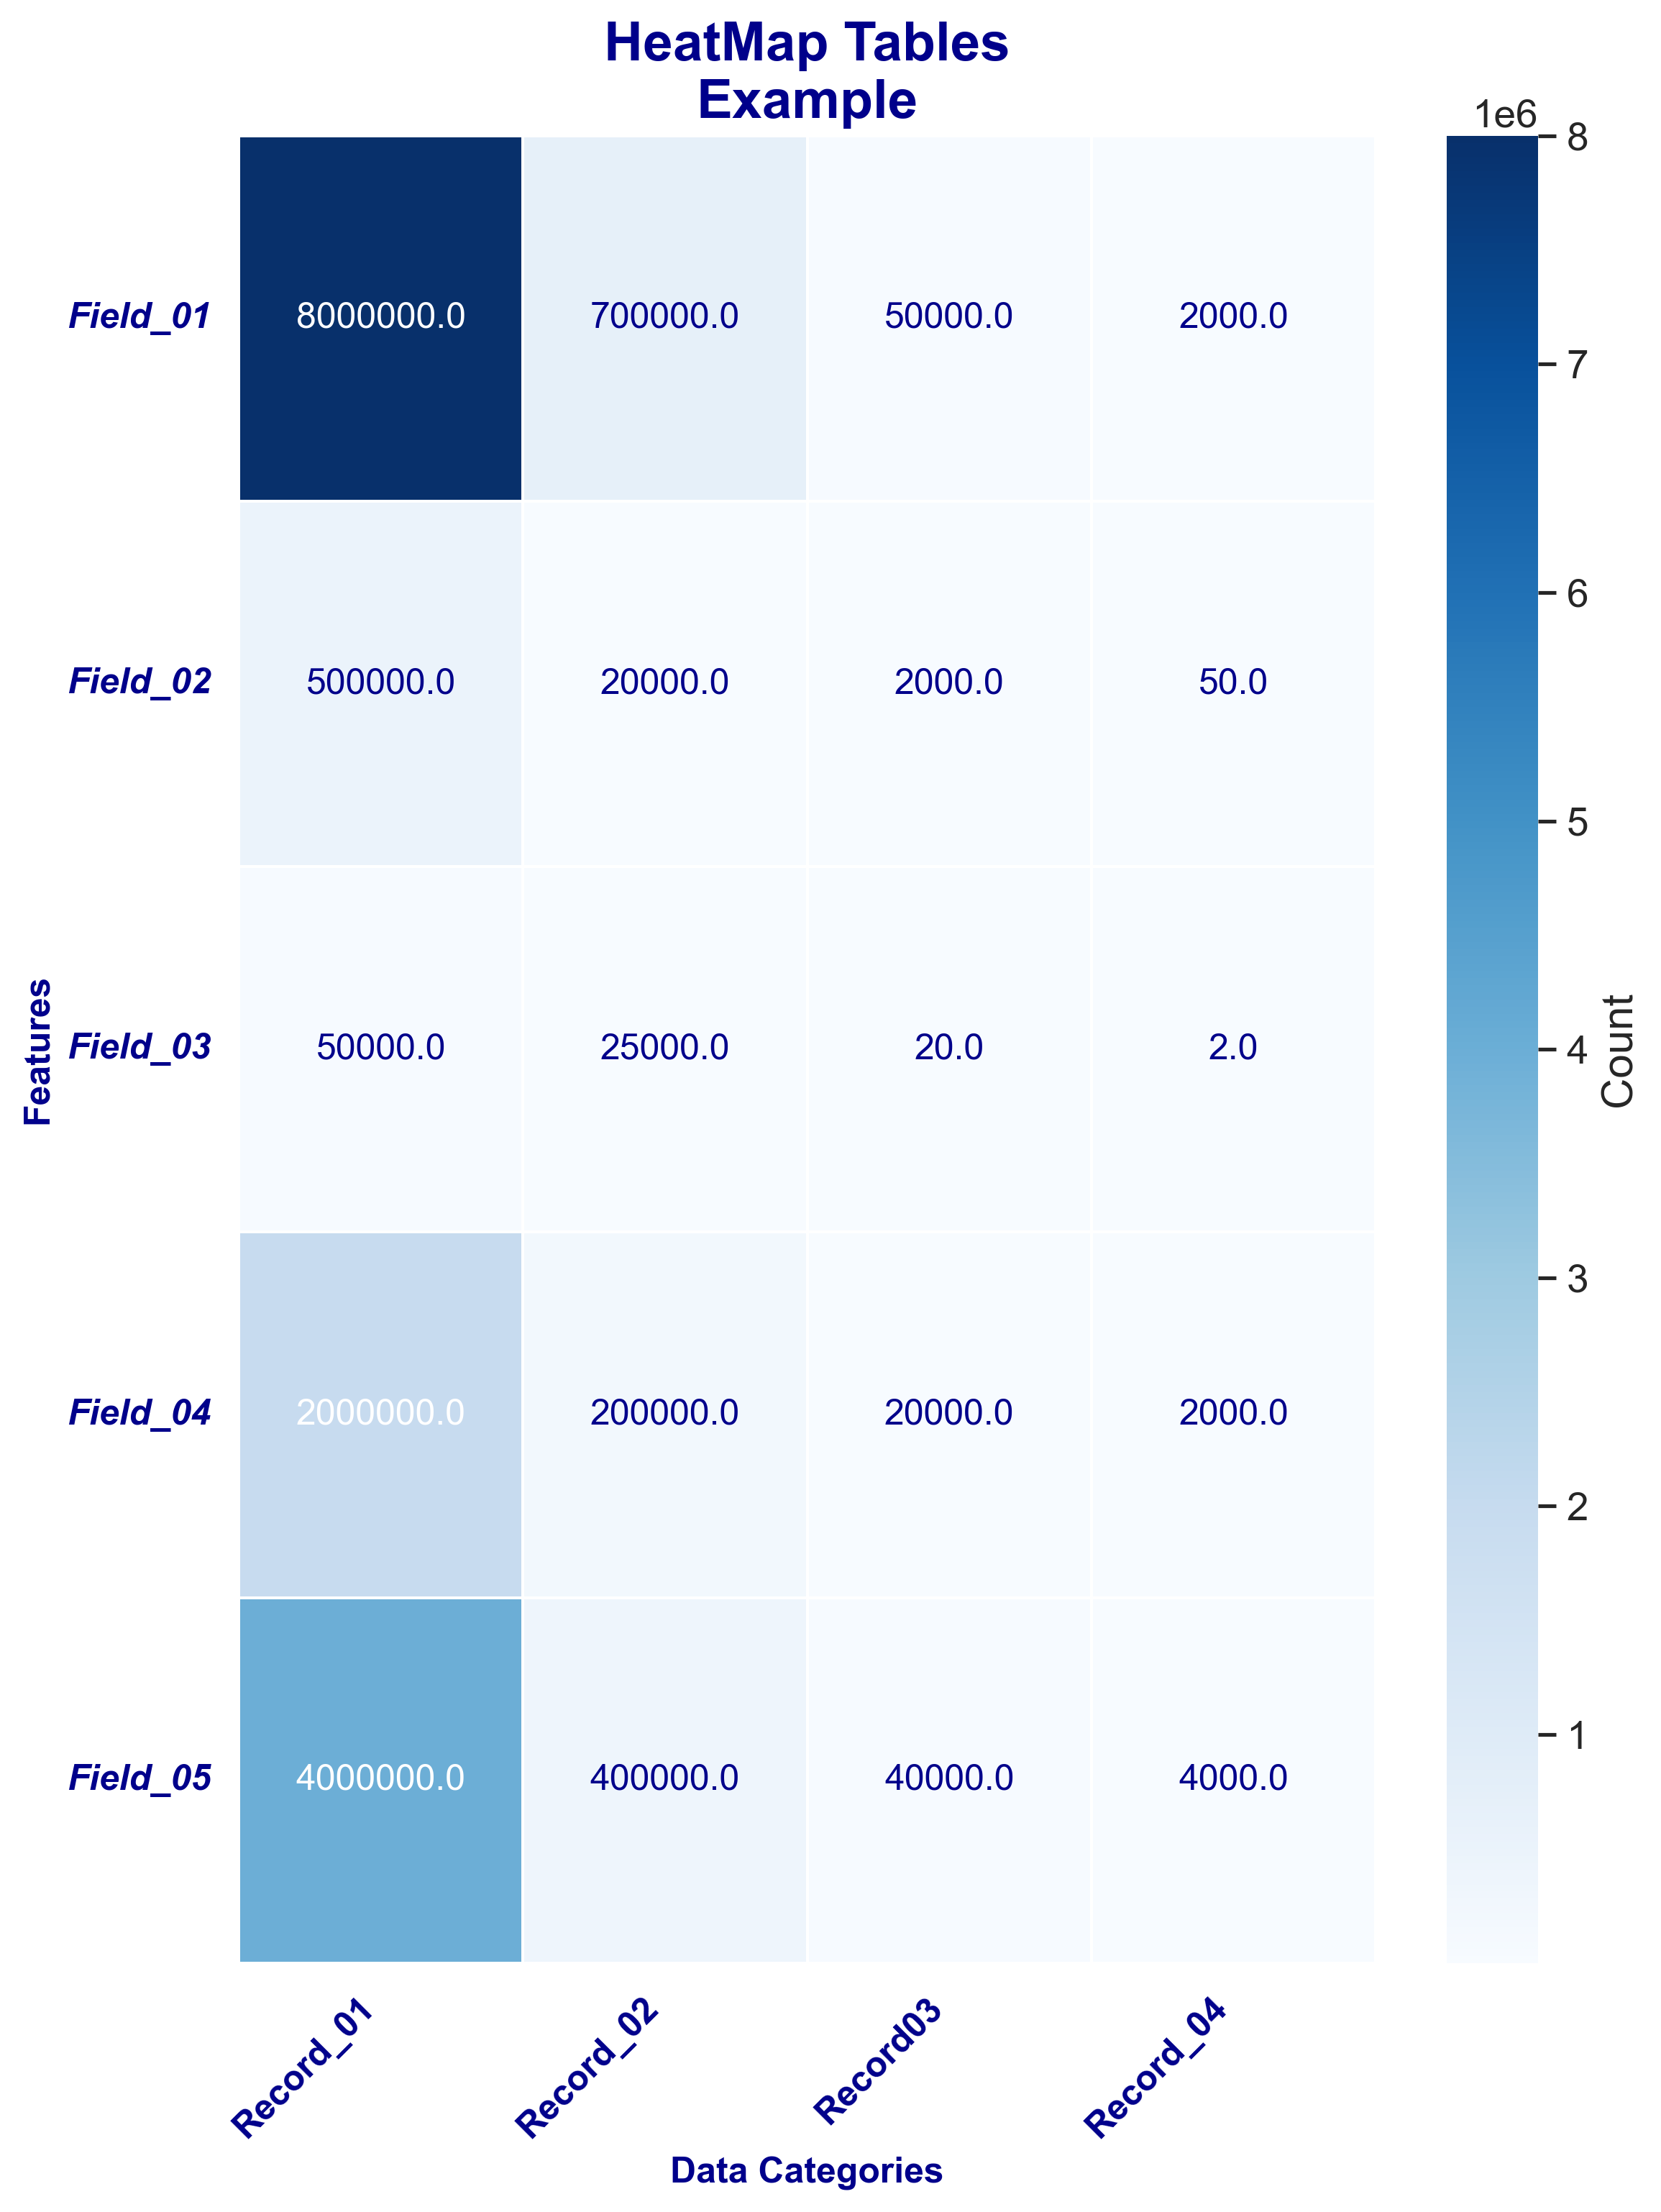 HeatMap Tables
Example
1e6
8
7
6
5
4
3
2
1
Count
Features
Field_01 8000000.0 700000.0 50000.0 2000.0
Field_02 500000.0 20000.0 2000.0 50.0
Field_03 50000.0 25000.0 20.0 2.0
Field_04 2000000.0 200000.0 20000.0 2000.0
Field_05 4000000.0 400000.0 40000.0 4000.0
Record_01 Record_02 Record03 Record_04
Data Categories